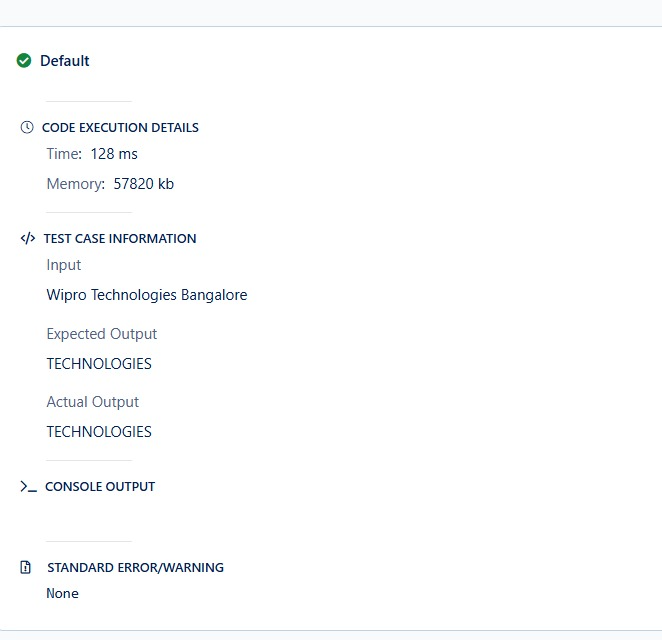 Default
CODE EXECUTION DETAILS
Time: 128 ms
Memory: 57820 kb
</> TEST CASE INFORMATION
Input
Wipro Technologies Bangalore
Expected Output
TECHNOLOGIES
Actual Output
TECHNOLOGIES
CONSOLE OUTPUT
STANDARD ERROR/WARNING
None